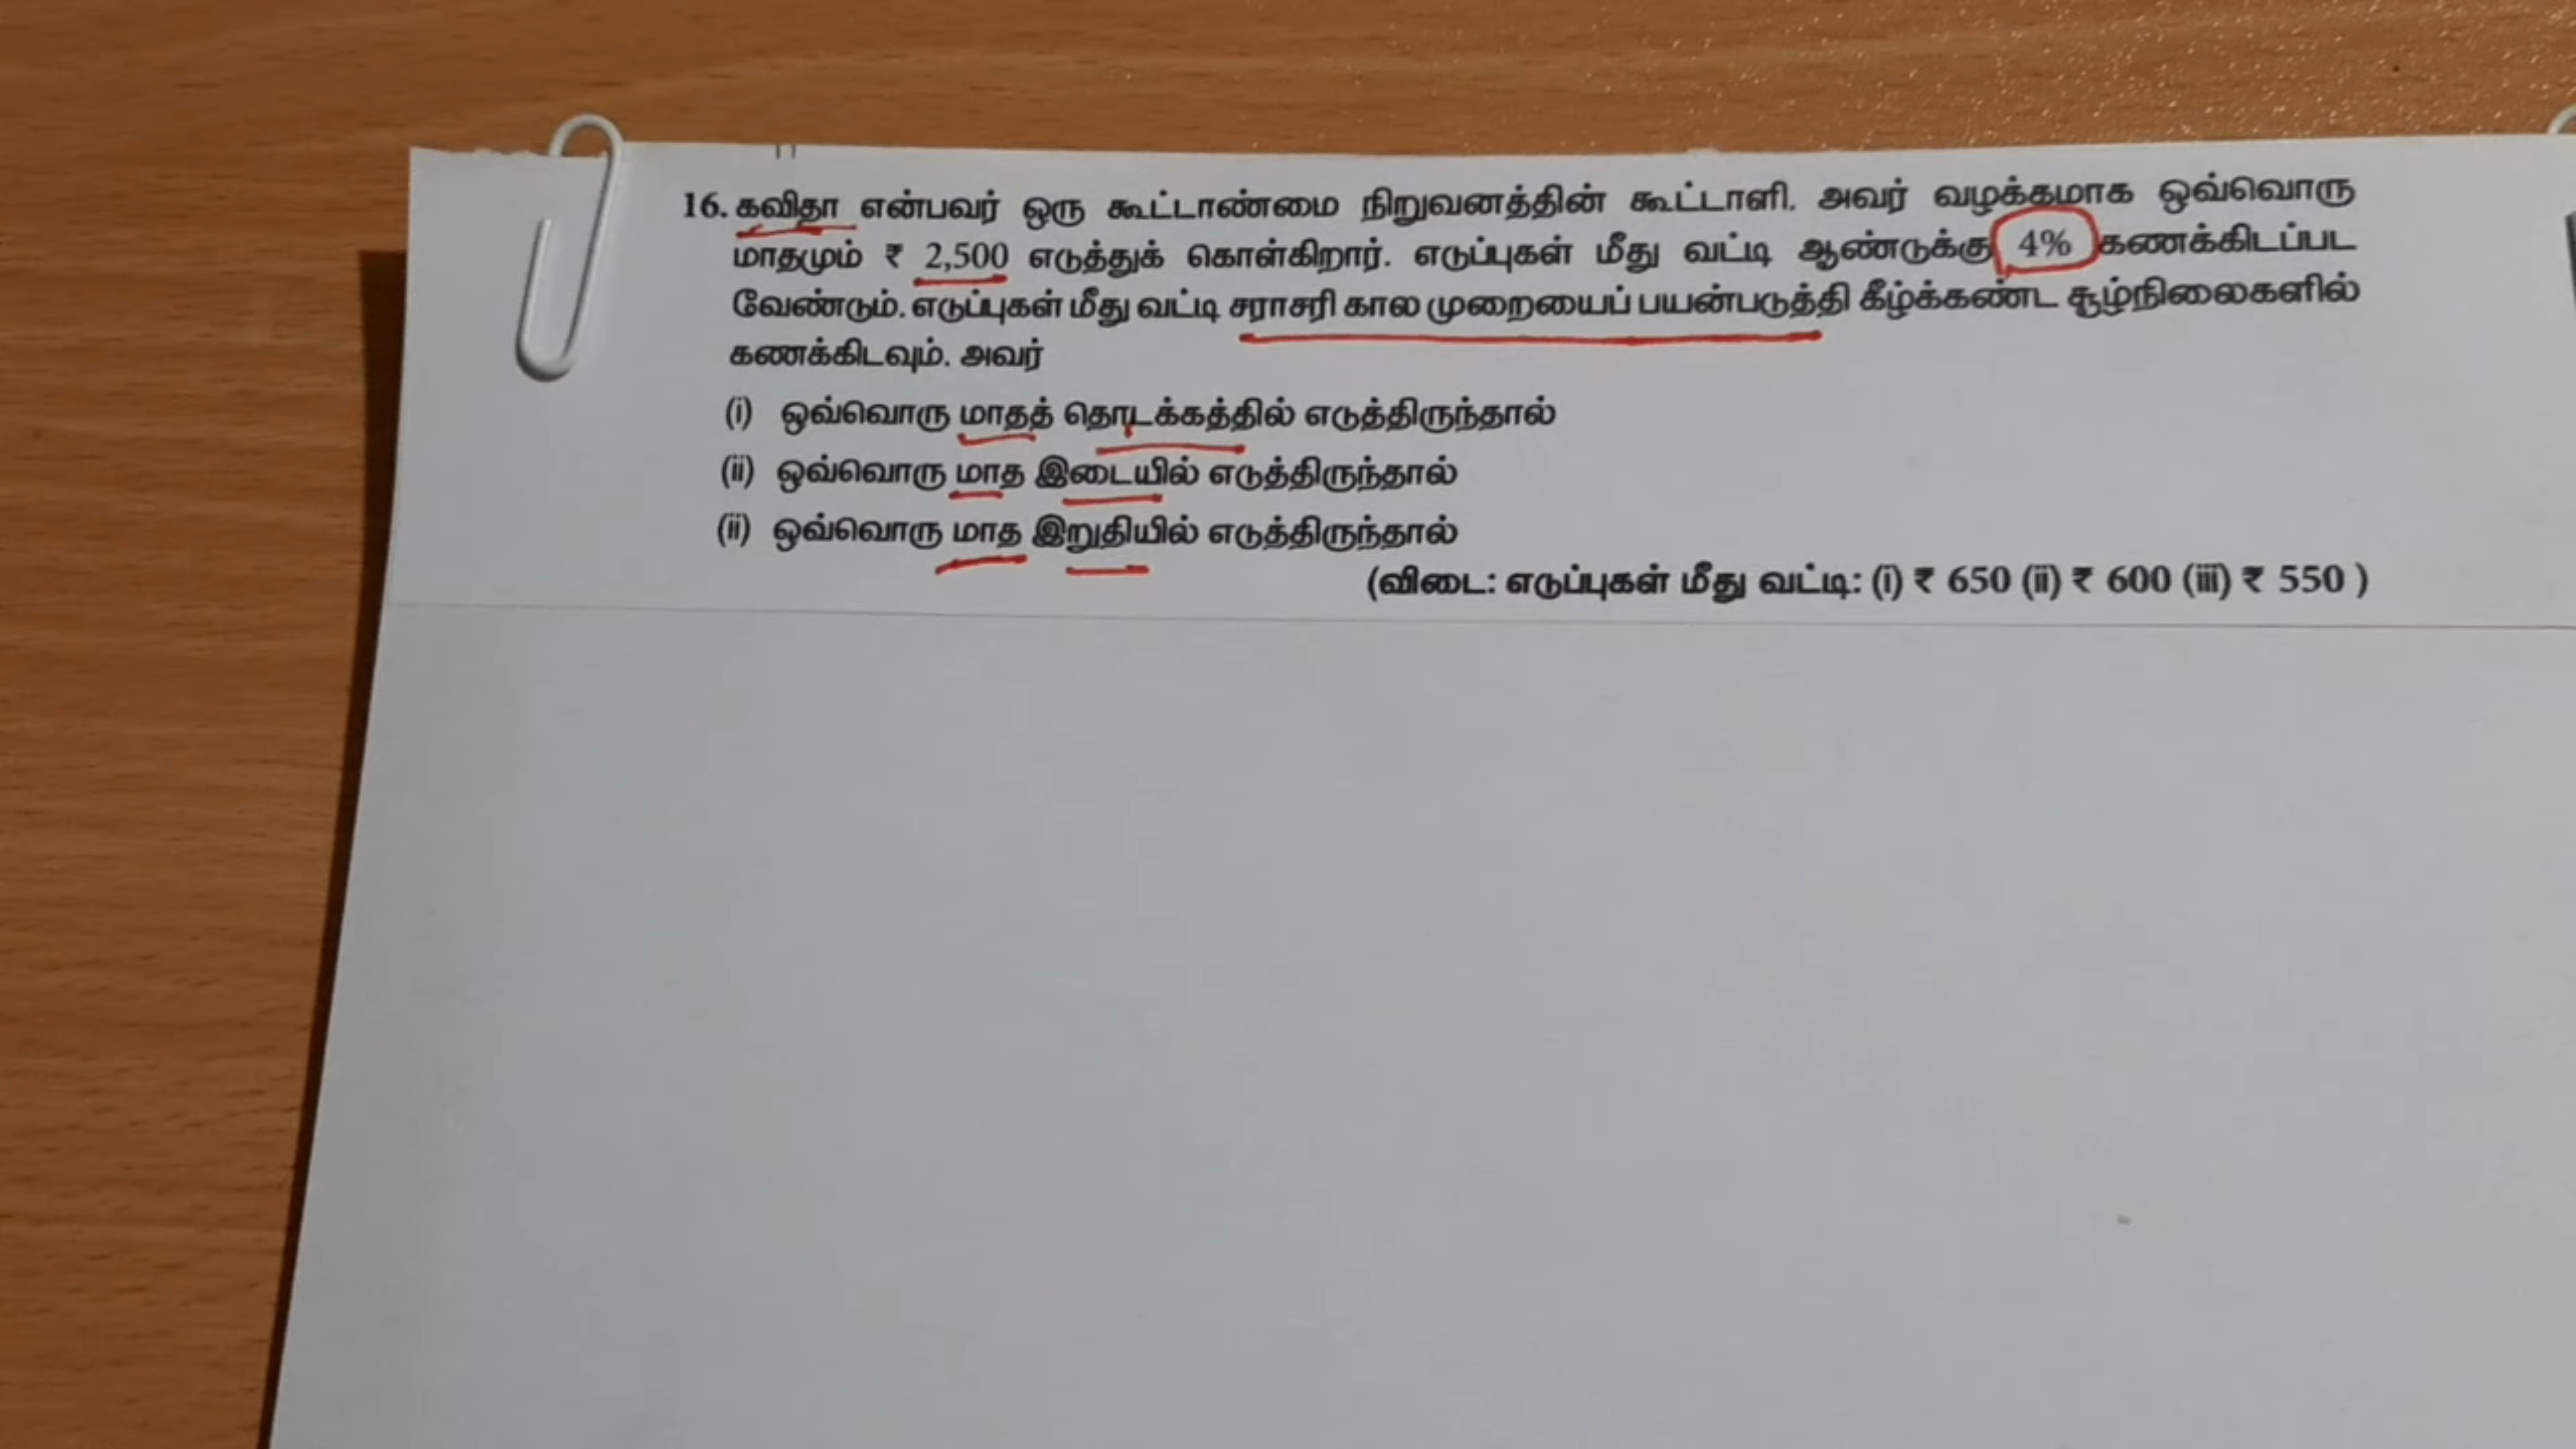 16. கவிதா என்பவர் ஒரு கூட்டாண்மை நிறுவனத்தின் கூட்டாளி. அவர் வழக்கமாக ஒவ்வொரு
மாதமும் ₹ 2,500 எடுத்துக் கொள்கிறார். எடுப்புகள் மீது வட்டி ஆண்டுக்கு 4% கணக்கிடப்பட
வேண்டும். எடுப்புகள் மீது வட்டி சராசரி கால முறையைப் பயன்படுத்தி கீழ்க்கண்ட சூழ்நிலைகளில்
கணக்கிடவும். அவர்
(i) ஒவ்வொரு மாதத் தொடக்கத்தில் எடுத்திருந்தால்
(ii) ஒவ்வொரு மாத இடையில் எடுத்திருந்தால்
(ii) ஒவ்வொரு மாத இறுதியில் எடுத்திருந்தால்
(விடை: எடுப்புகள் மீது வட்டி: (i) ₹ 650 (ii) ₹ 600 (iii) ₹ 550 )